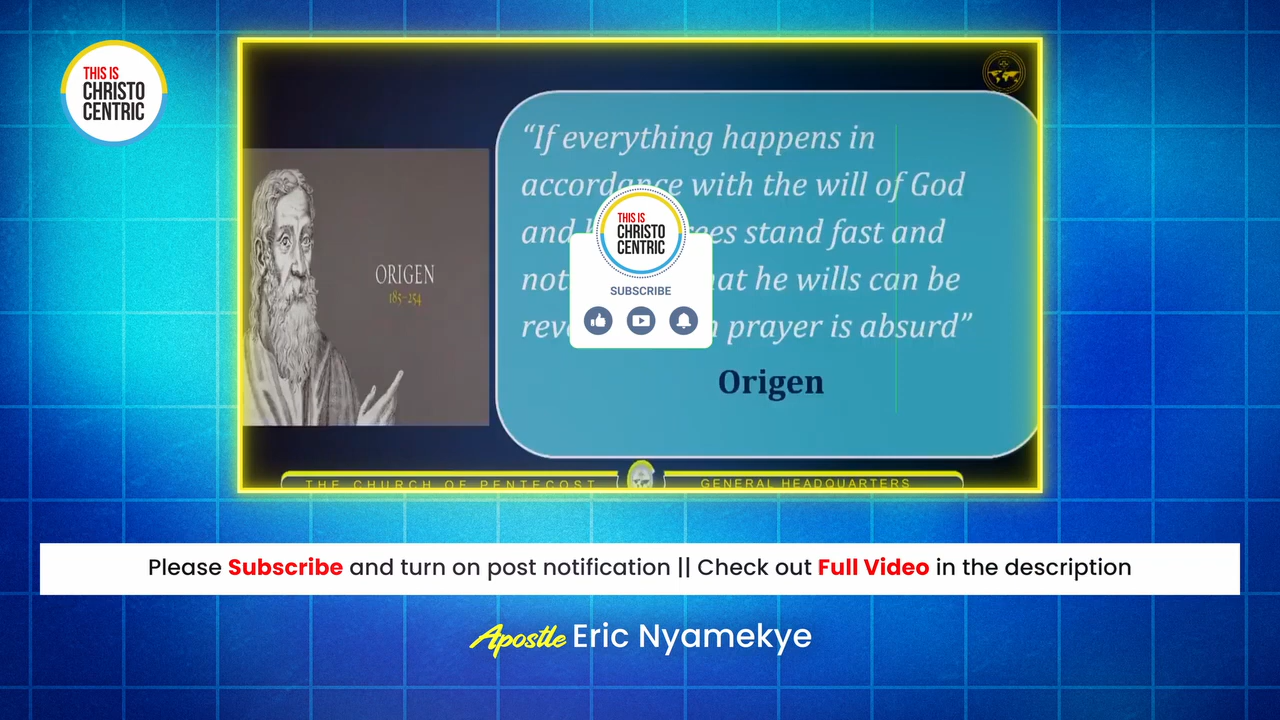 THIS IS
CHRISTO
CENTRIC
“If everything happens in
accordance with the will of God
and stand fast and
he wills can be
prayer is absurd”
Origen
ORIGEN
185–254
THIS IS
CHRISTO
CENTRIC
SUBSCRIBE
THE CHURCH OF PENTECOST
GENERAL HEADQUARTERS
Please Subscribe and turn on post notification || Check out Full Video in the description
Apostle Eric Nyamekye